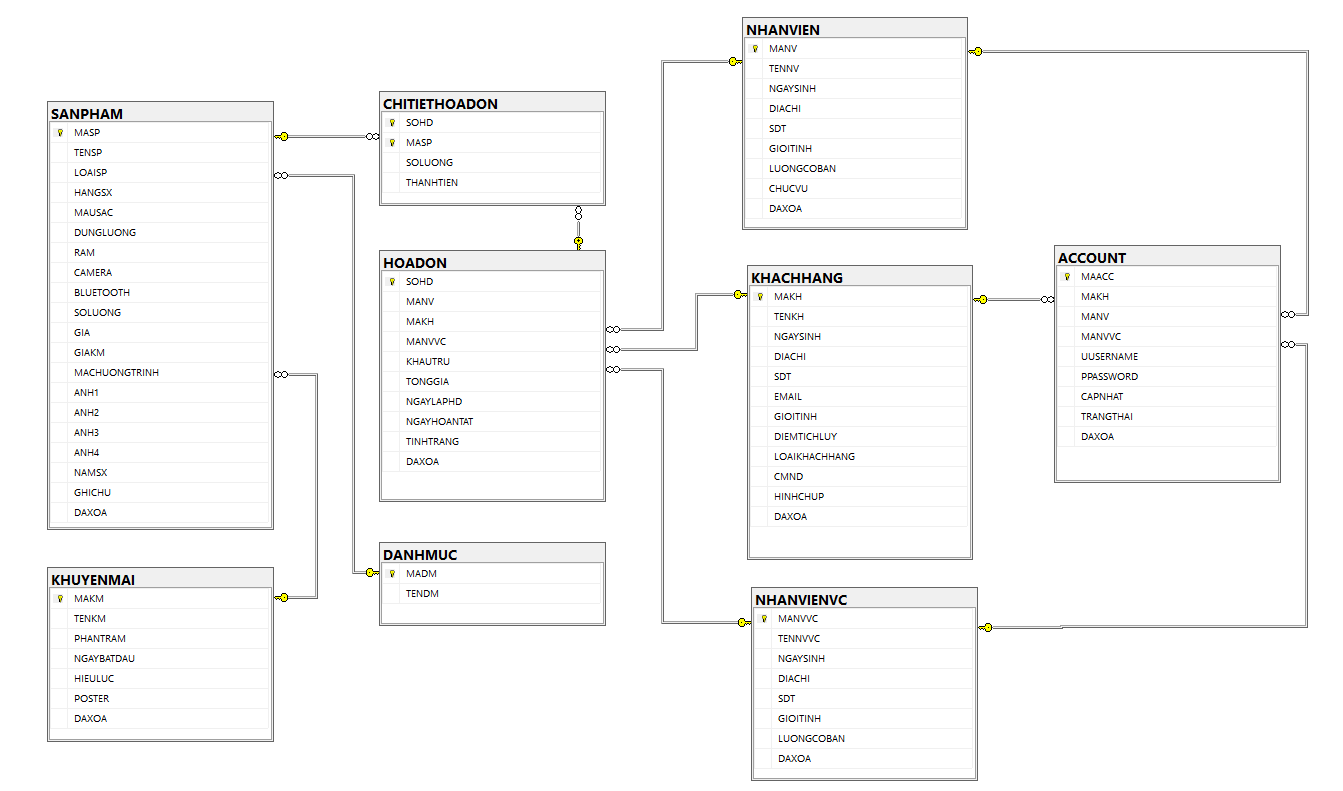 SANPHAM
MASP
TENSP
LOAISP
HANGSX
MAUSAC
DUNGLUONG
RAM
CAMERA
BLUETOOTH
SOLUONG
GIA
GIAKM
MACHUONGTRINH
ANH1
ANH2
ANH3
ANH4
NAMSX
GHICHU
DAXOA
KHUYENMAI
MAKM
TENKM
PHANTRAM
NGAYBATDAU
HIEULUC
POSTER
DAXOA
CHITIETHOADON
SOHD
MASP
SOLUONG
THANHTIEN
HOADON
SOHD
MANV
MAKH
MANVVC
KHAUTRU
TONGGIA
NGAYLAPHD
NGAYHOANTAT
TINHTRANG
DAXOA
DANHMUC
MADM
TENDM
NHANVIEN
MANV
TENNV
NGAYSINH
DIACHI
SDT
GIOITINH
LUONGCOBAN
CHUCVU
DAXOA
KHACHHANG
MAKH
TENKH
NGAYSINH
DIACHI
SDT
EMAIL
GIOITINH
DIEMTICHLUY
LOAIKHACHHANG
CMND
HINHCHUP
DAXOA
NHANVIENVC
MANVVC
TENNVVC
NGAYSINH
DIACHI
SDT
GIOITINH
LUONGCOBAN
DAXOA
ACCOUNT
MAACC
MAKH
MANV
MANVVC
UUSERNAME
PPASSWORD
CAPNHAT
TRANGTHAI
DAXOA